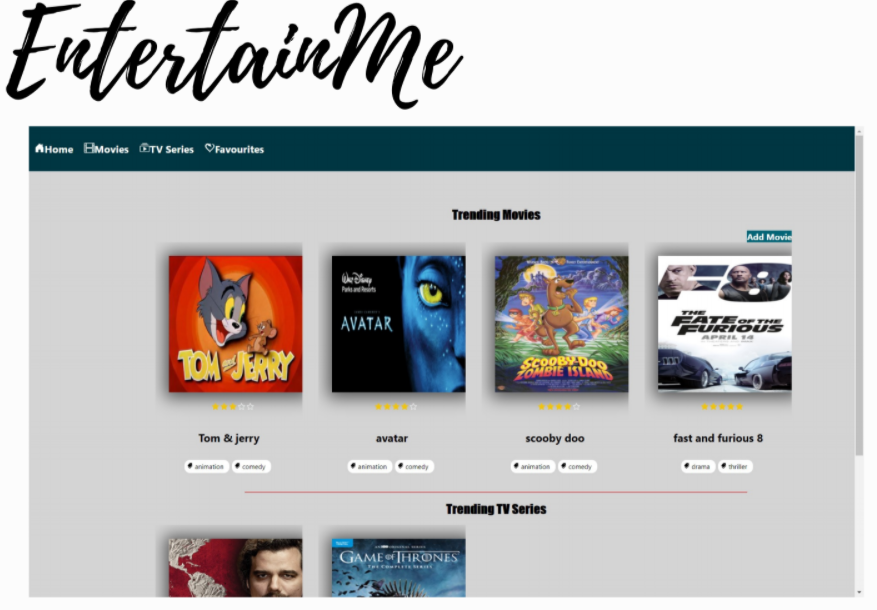 EntertainMe
Home Movies TV Series Favourites
Trending Movies
Add Movie
TOM and JERRY
Walt Disney
Parks and Resorts
AVATAR
SCOOBY-DOO
ZOMBIE ISLAND
F8
THE
FATE OF THE
FURIOUS
APRIL 14
Tom & jerry
avatar
scooby doo
fast and furious 8
animation comedy
animation comedy
animation comedy
drama thriller
Trending TV Series
GAME OF THRONES
THE COMPLETE SERIES